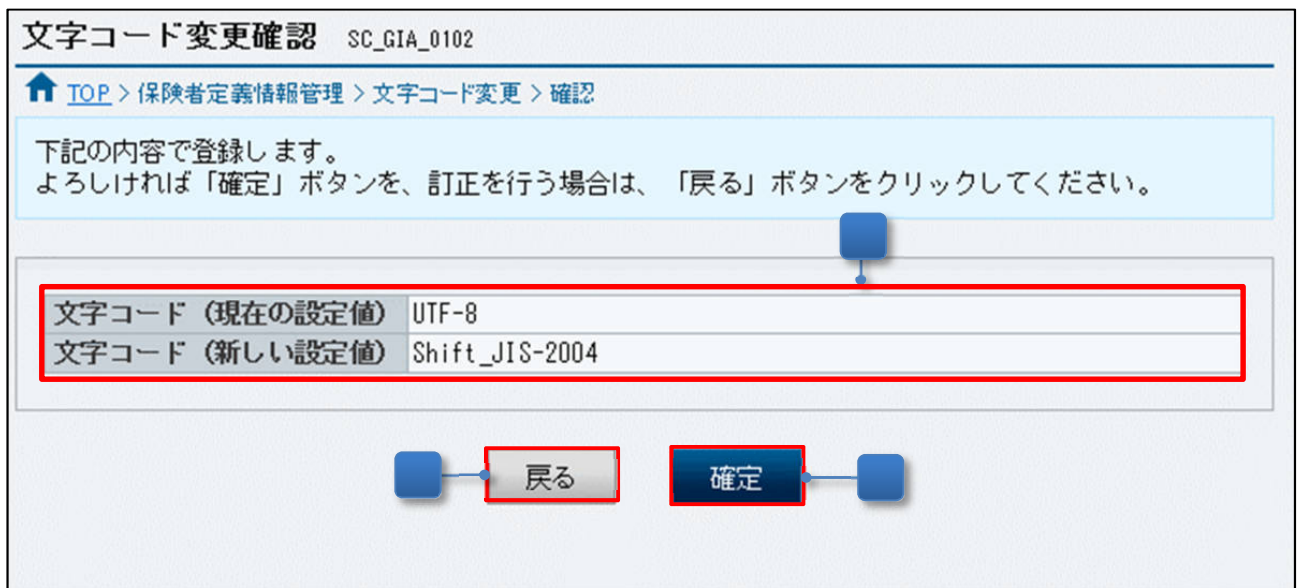 文字コード変更確認 SC_GIA_0102
TOP > 保険者定義情報管理 > 文字コード変更 > 確認
下記の内容で登録します。
よろしければ「確定」ボタンを、訂正を行う場合は、「戻る」ボタンをクリックしてください。
文字コード（現在の設定値） UTF-8
文字コード（新しい設定値） Shift_JIS-2004
戻る 確定